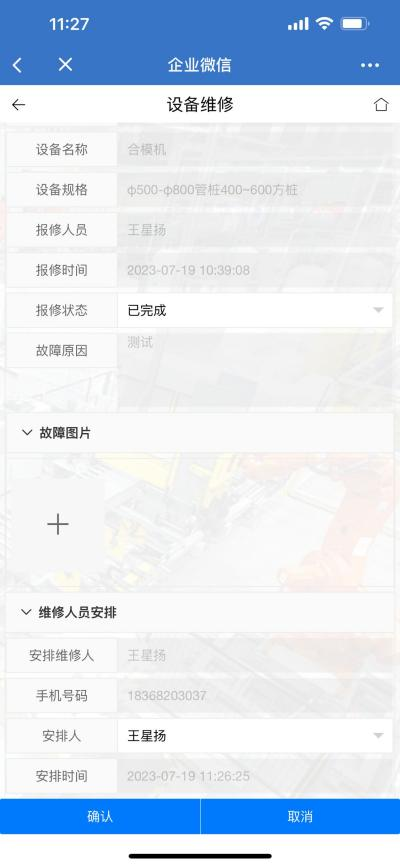 11:27
企业微信
设备维修
设备名称 合模机
设备规格 φ500-φ800管桩400~600方桩
报修人员 王星扬
报修时间 2023-07-19 10:39:08
报修状态 已完成
故障原因 测试
故障图片
维修人员安排
安排维修人 王星扬
手机号码 18368203037
安排人 王星扬
安排时间 2023-07-19 11:26:25
确认 取消